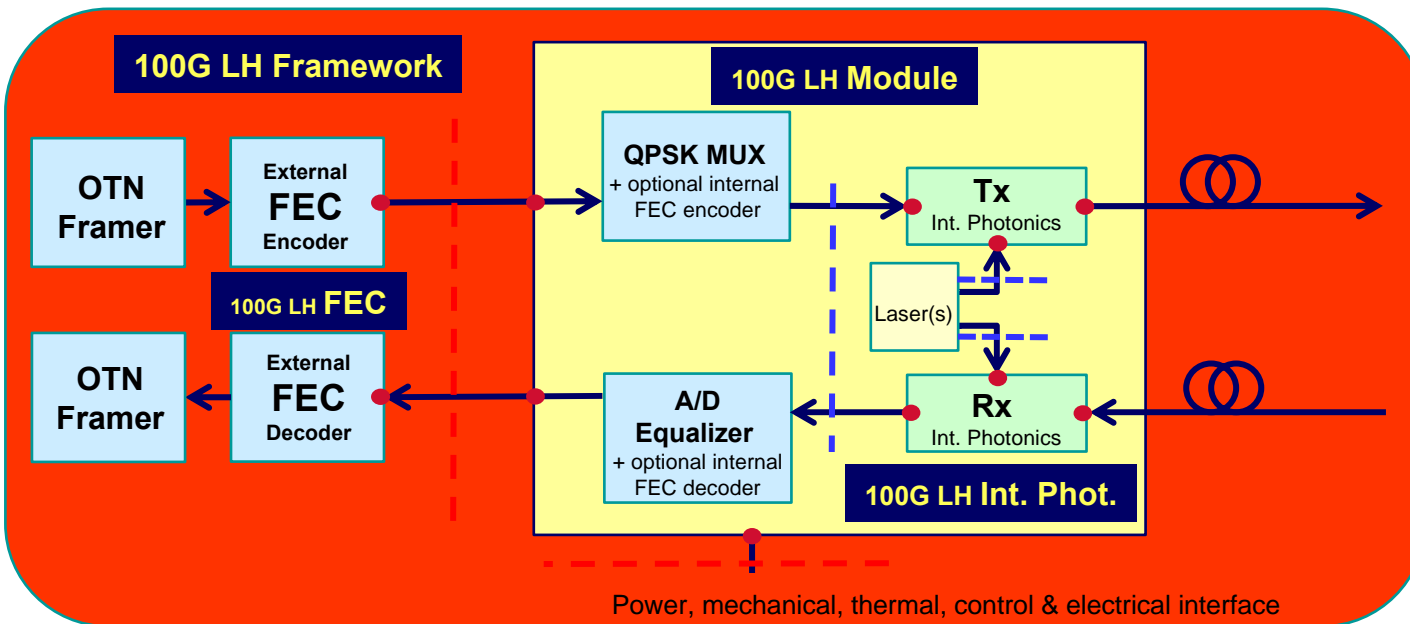 100G LH Framework
100G LH Module
OTN
Framer
External
FEC
Encoder
QPSK MUX
+ optional internal
FEC encoder
Tx
Int. Photonics
100G LH FEC
Laser(s)
OTN
Framer
External
FEC
Decoder
A/D
Equalizer
+ optional internal
FEC decoder
Rx
Int. Photonics
100G LH Int. Phot.
Power, mechanical, thermal, control & electrical interface